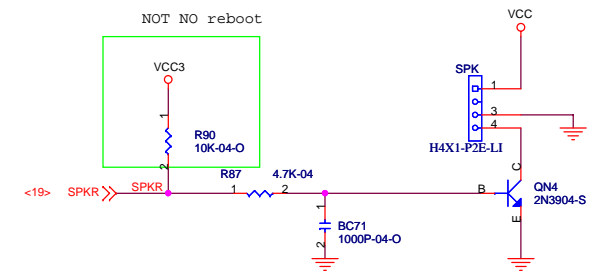 NOT NO reboot
VCC
VCC3
SPK
1
3
4
H4X1-P2E-LI
1
R90
10K-04-O
2
<19> SPKR SPKR
R87 4.7K-04
1 2
B
C
QN4
2N3904-S
E
1
BC71
1000P-04-O
2